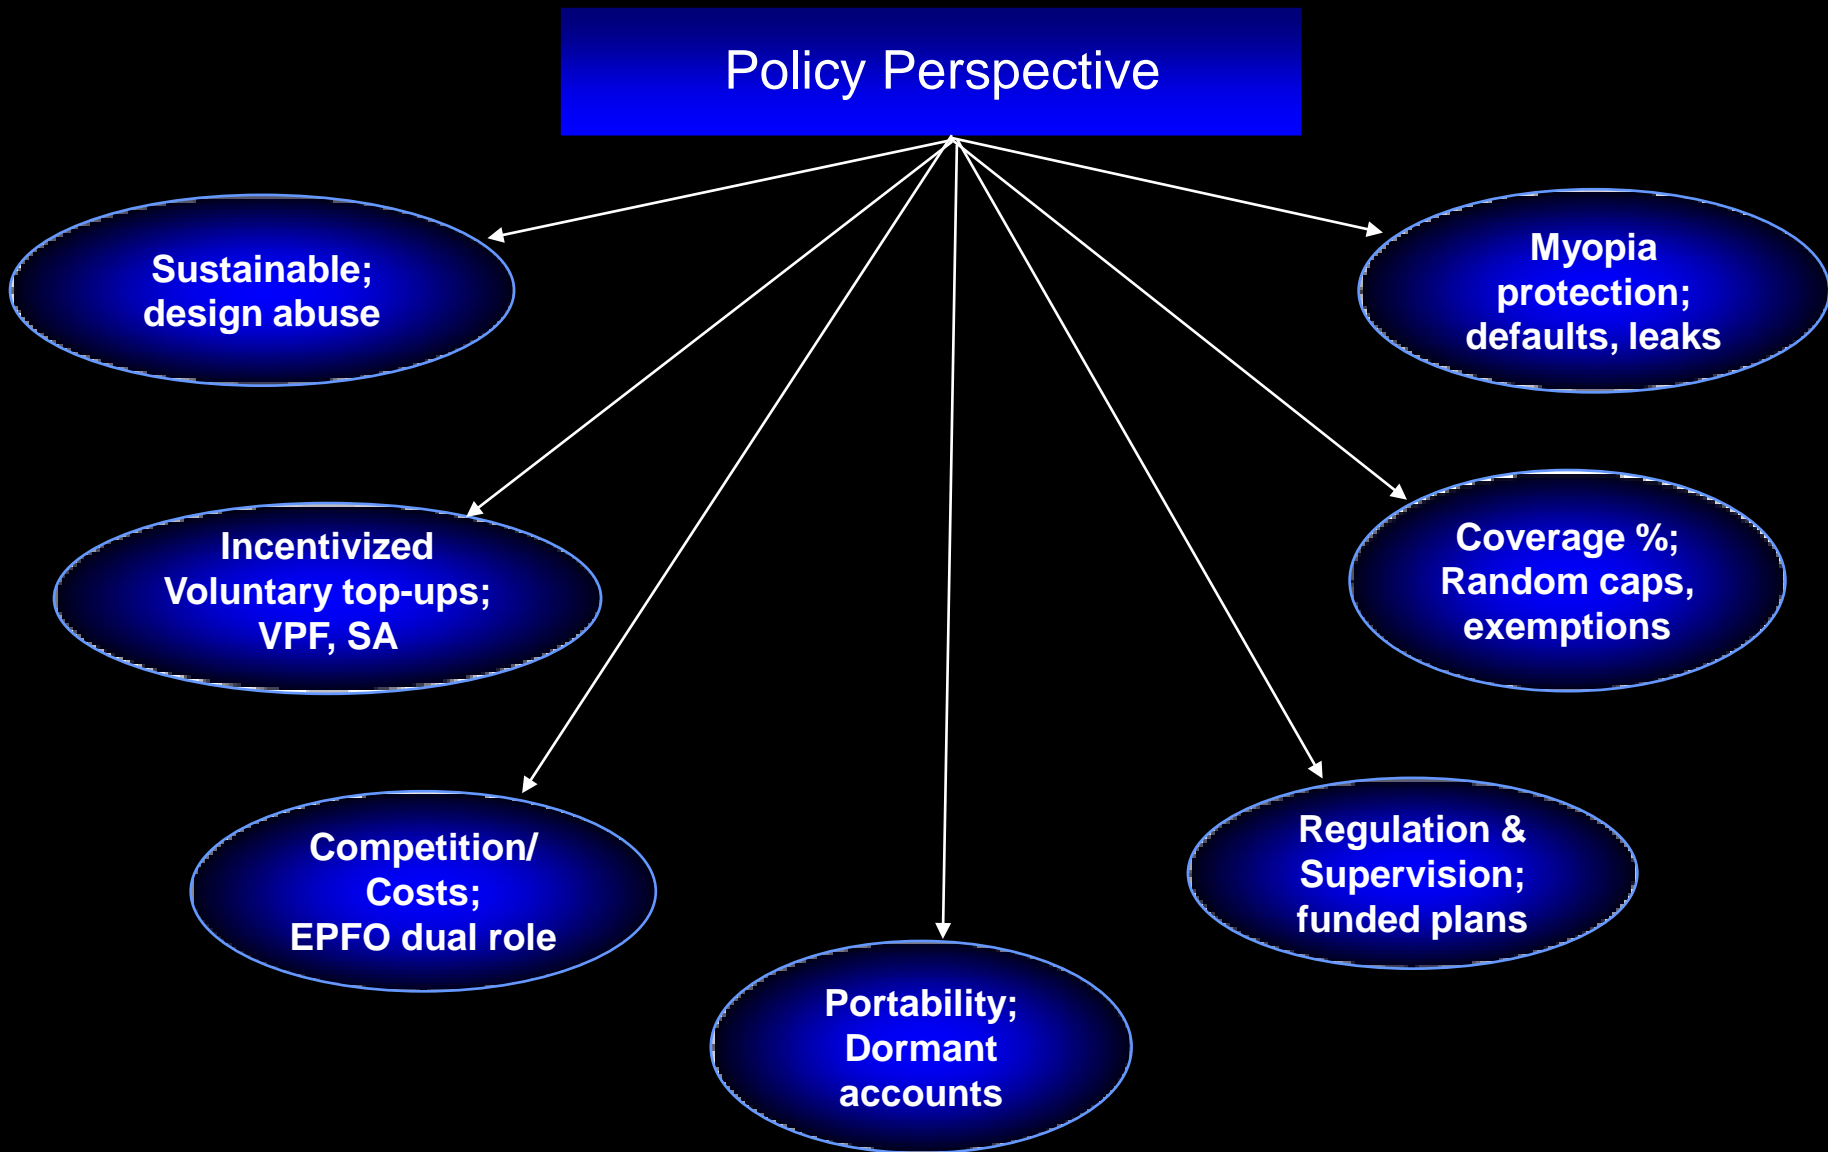 Policy Perspective
Sustainable;
design abuse
Myopia
protection;
defaults, leaks
Incentivized
Voluntary top-ups;
VPF, SA
Coverage %;
Random caps,
exemptions
Competition/
Costs;
EPFO dual role
Regulation &
Supervision;
funded plans
Portability;
Dormant
accounts